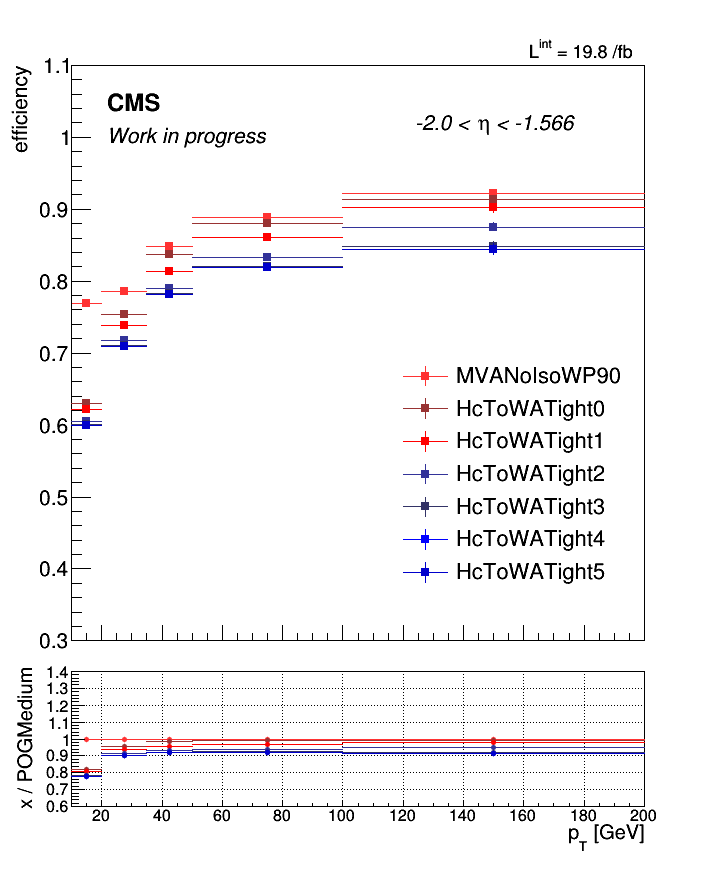 L^int = 19.8 /fb
efficiency
CMS
Work in progress
-2.0 < η < -1.566
1.1
1
0.9
0.8
0.7
0.6
0.5
0.4
0.3
MVANoIsoWP90
HcToWATight0
HcToWATight1
HcToWATight2
HcToWATight3
HcToWATight4
HcToWATight5
x / POGMedium
1.4
1.3
1.2
1.1
1
0.9
0.8
0.7
0.6
20 40 60 80 100 120 140 160 180 200
p_T [GeV]